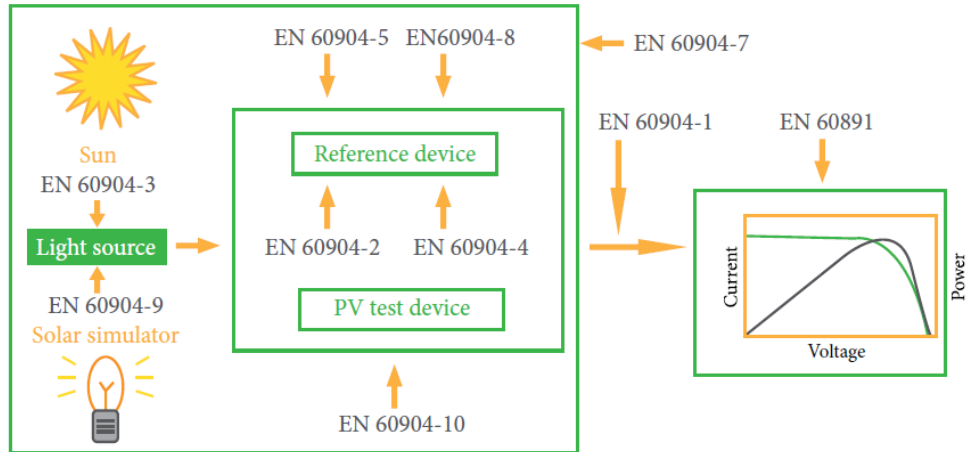 EN 60904-5
EN60904-8
EN 60904-7
EN 60904-1
EN 60891
Sun
EN 60904-3
Light source
EN 60904-9
Solar simulator
Reference device
EN 60904-2
EN 60904-4
PV test device
EN 60904-10
Current
Power
Voltage